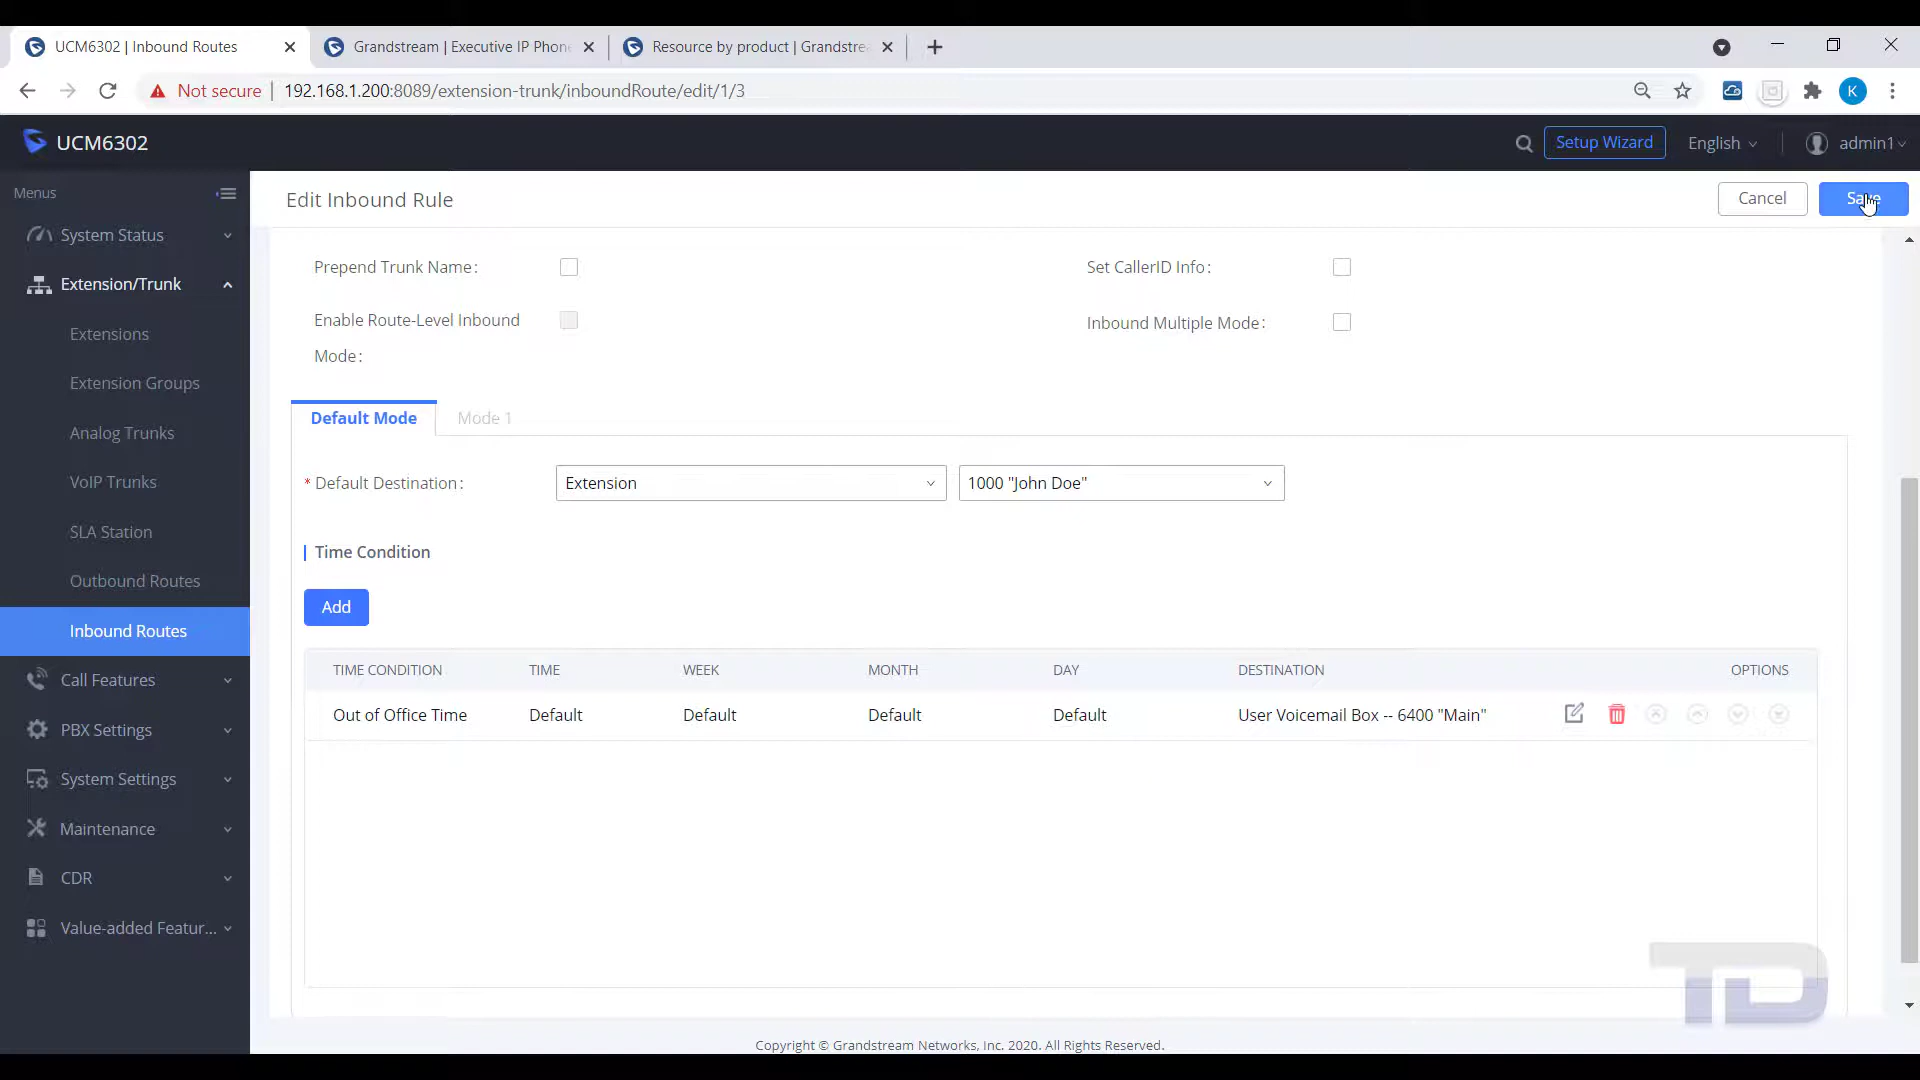 UCM6302 | Inbound Routes
Grandstream | Executive IP Phon
Resource by product | Grandstre
Not secure
192.168.1.200:8089/extension-trunk/inboundRoute/edit/1/3
K
UCM6302
Setup Wizard
English
admin1
Menus
System Status
Extension/Trunk
Extensions
Extension Groups
Analog Trunks
VoIP Trunks
SLA Station
Outbound Routes
Inbound Routes
Call Features
PBX Settings
System Settings
Maintenance
CDR
Value-added Featur...
Edit Inbound Rule
Cancel
Save
Prepend Trunk Name:
Set CallerID Info:
Enable Route-Level Inbound
Mode:
Inbound Multiple Mode:
Default Mode
Mode 1
* Default Destination:
Extension
1000 "John Doe"
Time Condition
Add
TIME CONDITION TIME WEEK MONTH DAY DESTINATION OPTIONS
Out of Office Time Default Default Default Default User Voicemail Box -- 6400 "Main"
TD
Copyright © Grandstream Networks, Inc. 2020. All Rights Reserved.